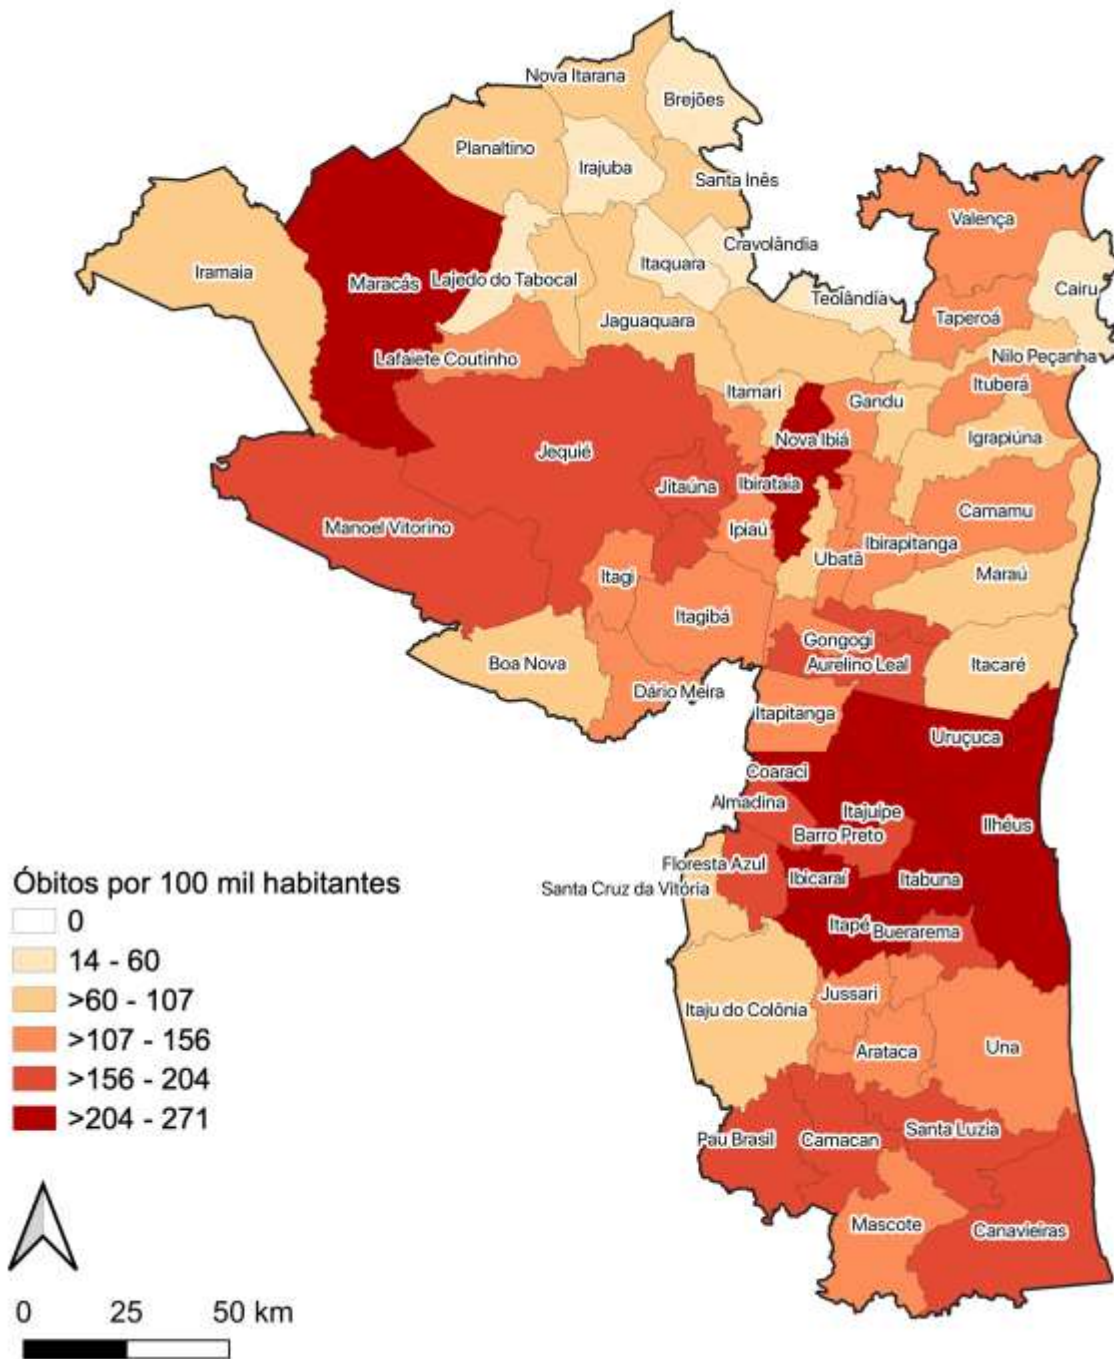 Nova Itarana
Brejões
Planaltino
Irajuba
Santa Inês
Valença
Cravolândia
Itaquara
Iramaia
Maracás
Lajedo do Tabocal
Cairu
Teolândia
Taperoá
Jaguaquara
Nilo Peçanha
Lafaiete Coutinho
Ituberá
Itamari
Gandu
Igrapiúna
Nova Ibiá
Jequié
Jitaúna
Ibirataia
Camamu
Manoel Vitorino
Ipiaú
Ibirapitanga
Ubatã
Maraú
Itagi
Itagibá
Gongogi
Aurelino Leal
Itacaré
Boa Nova
Dário Meira
Itapitanga
Uruçuca
Coaraci
Almadina
Itajuípe
Ilhéus
Barro Preto
Floresta Azul
Ibicaraí
Itabuna
Santa Cruz da Vitória
Itapé
Buerarema
Jussari
Itaju do Colônia
Arataca
Una
Santa Luzia
Pau Brasil
Camacan
Mascote
Canavieiras
Óbitos por 100 mil habitantes
0
14 - 60
>60 - 107
>107 - 156
>156 - 204
>204 - 271
0 25 50 km